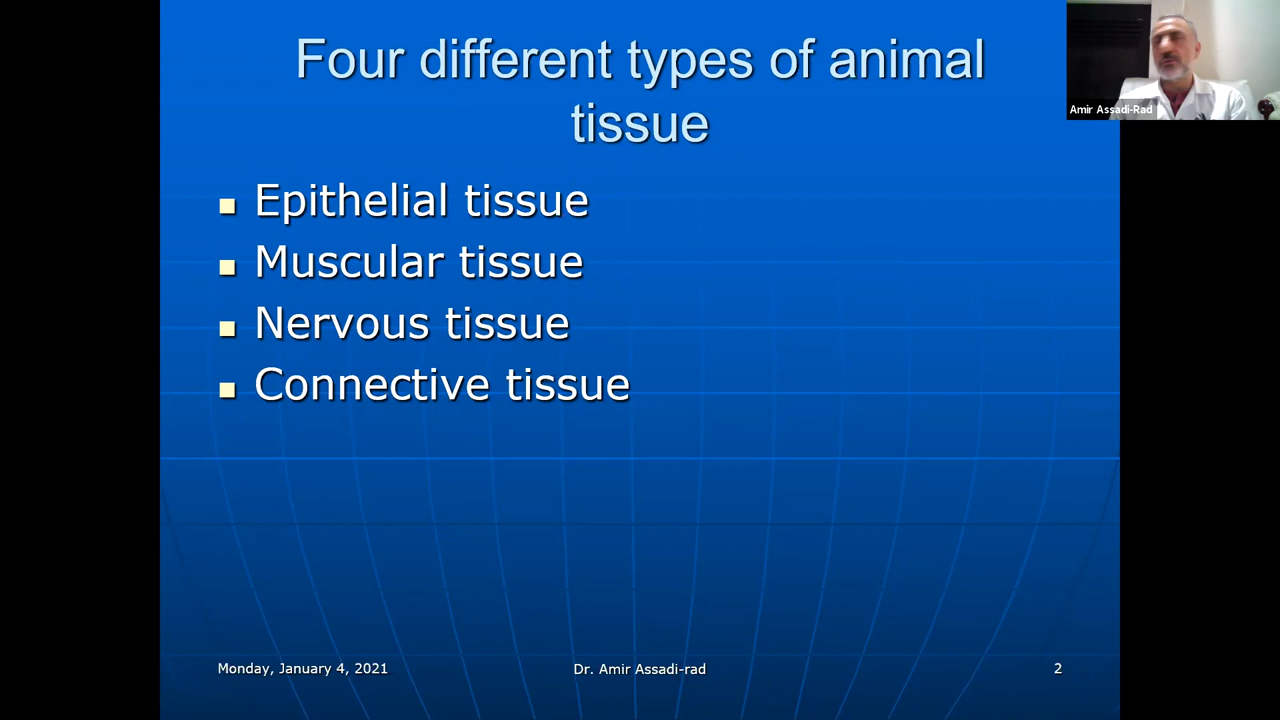 Four different types of animal
tissue
Amir Assadi-Rad
Epithelial tissue
Muscular tissue
Nervous tissue
Connective tissue
Monday, January 4, 2021
Dr. Amir Assadi-rad
2